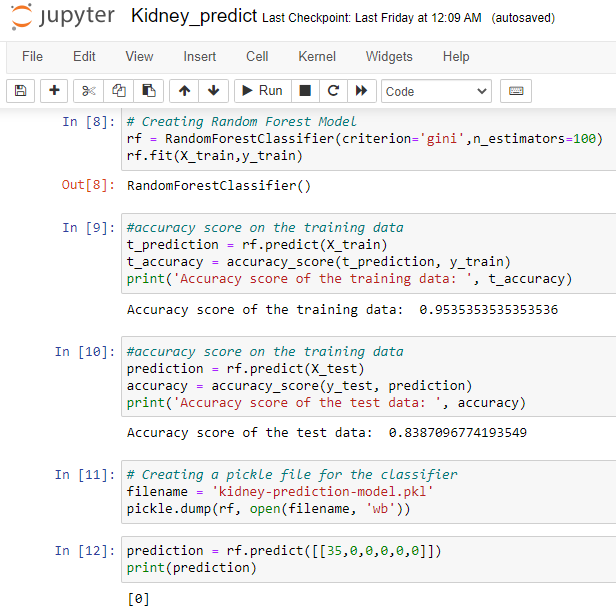 jupyter Kidney_predict Last Checkpoint: Last Friday at 12:09 AM (autosaved)
File Edit View Insert Cell Kernel Widgets Help
Run Code
In [8]: # Creating Random Forest Model
rf = RandomForestClassifier(criterion='gini',n_estimators=100)
rf.fit(X_train,y_train)
Out[8]: RandomForestClassifier()
In [9]: #accuracy score on the training data
t_prediction = rf.predict(X_train)
t_accuracy = accuracy_score(t_prediction, y_train)
print('Accuracy score of the training data: ', t_accuracy)
Accuracy score of the training data:  0.9535353535353536
In [10]: #accuracy score on the training data
prediction = rf.predict(X_test)
accuracy = accuracy_score(y_test, prediction)
print('Accuracy score of the test data: ', accuracy)
Accuracy score of the test data:  0.8387096774193549
In [11]: # Creating a pickle file for the classifier
filename = 'kidney-prediction-model.pkl'
pickle.dump(rf, open(filename, 'wb'))
In [12]: prediction = rf.predict([[35,0,0,0,0,0]])
print(prediction)
[0]